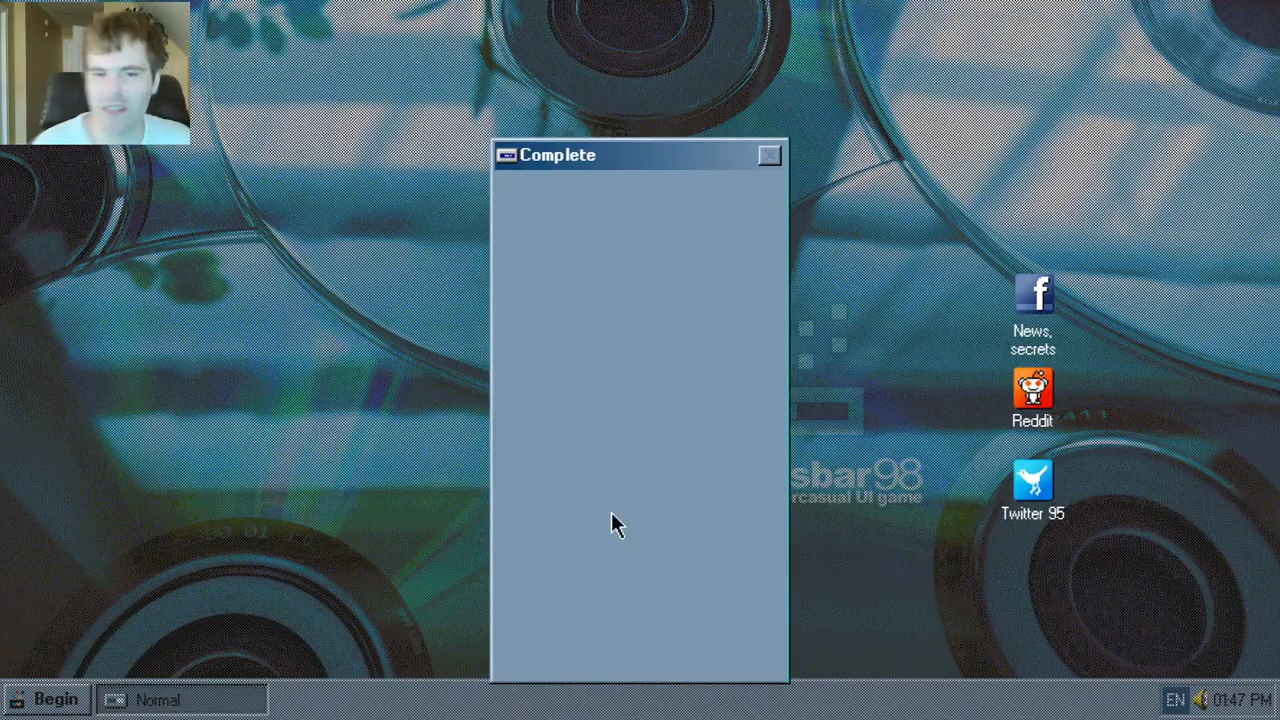 Complete
News,
secrets
Reddit
sbar98
rcasual UI game
Twitter 95
Begin
Normal
EN
01:47 PM